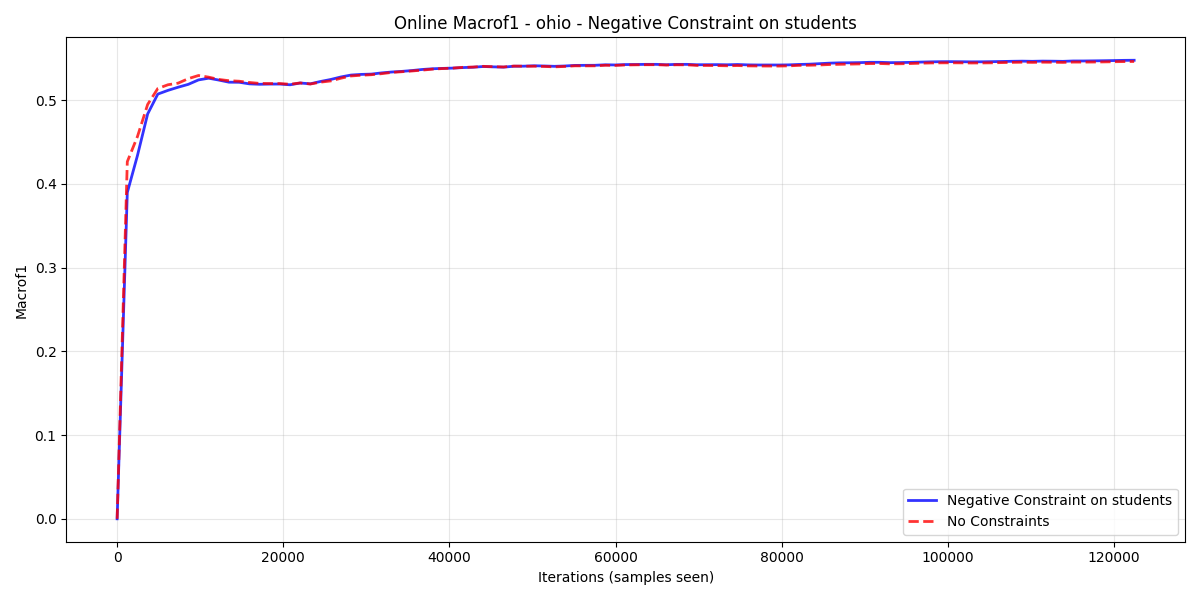 Online Macrof1 - ohio - Negative Constraint on students
Macrof1
0.5
0.4
0.3
0.2
0.1
0.0
0 20000 40000 60000 80000 100000 120000
Iterations (samples seen)
Negative Constraint on students
No Constraints